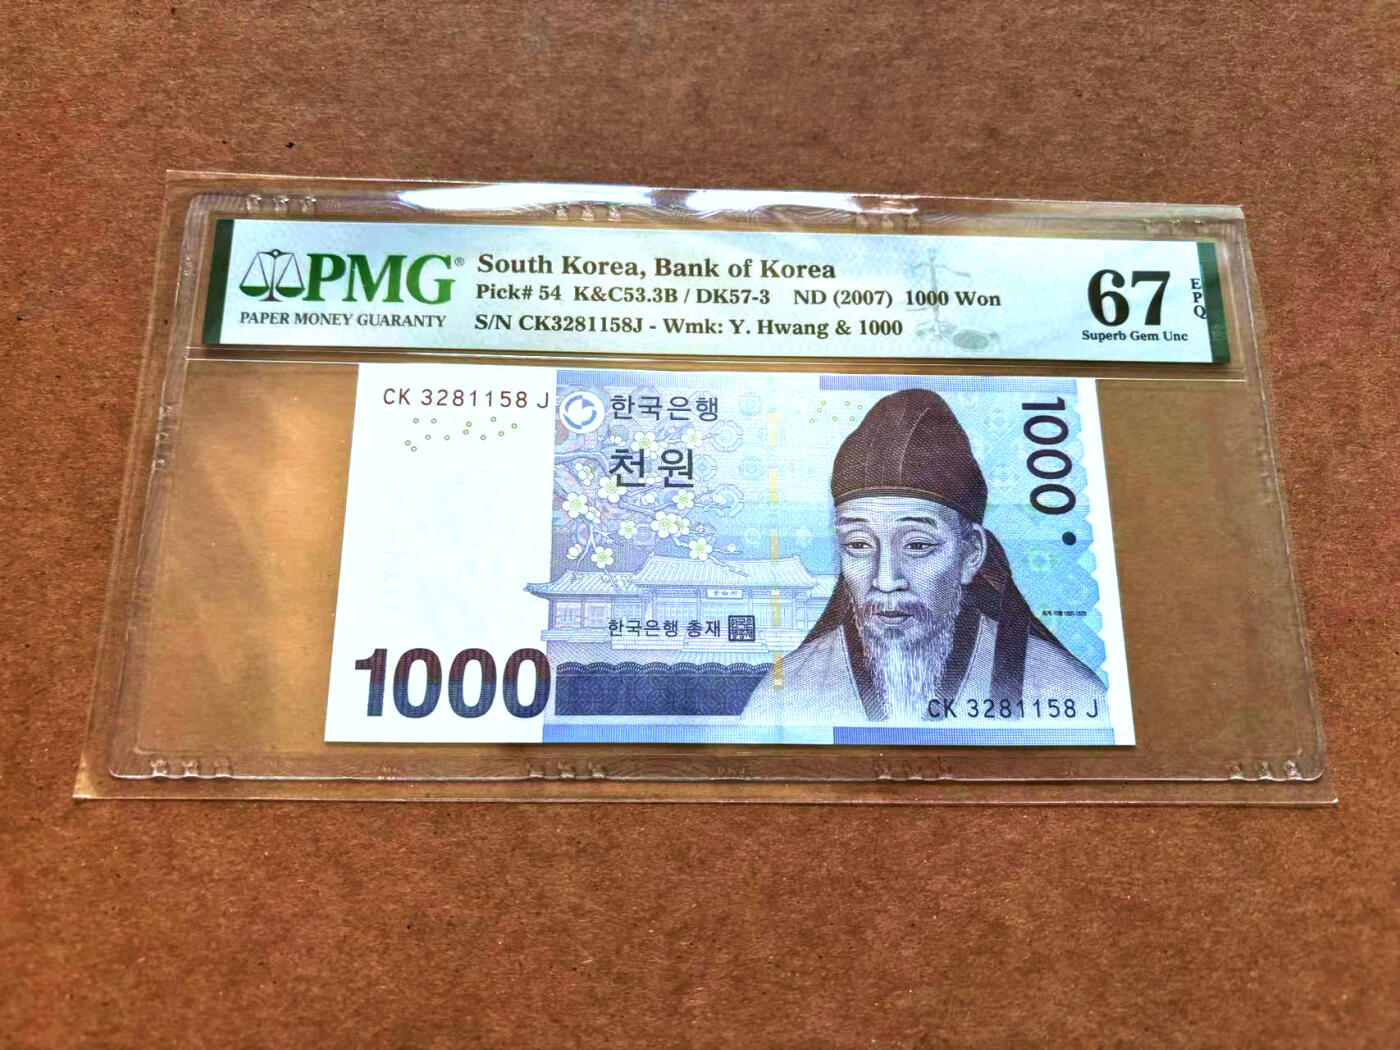 PMG®
PAPER MONEY GUARANTY
South Korea, Bank of Korea
Pick# 54 K&C53.3B / DK57-3 ND (2007) 1000 Won
S/N CK3281158J - Wmk: Y. Hwang & 1000
67
EPQ
Superb Gem Unc
CK 3281158 J
한국은행
천원
1000
한국은행 총재
1000
CK 3281158 J